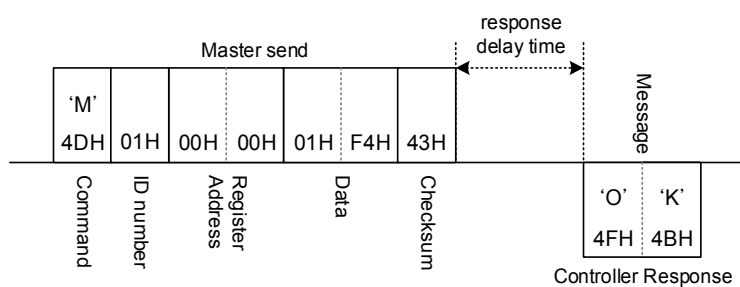 response
delay time
Master send
‘M’
4DH 01H 00H 00H 01H F4H 43H
Command
ID number
Register
Address
Data
Checksum
Message
‘O’ ‘K’
4FH 4BH
Controller Response